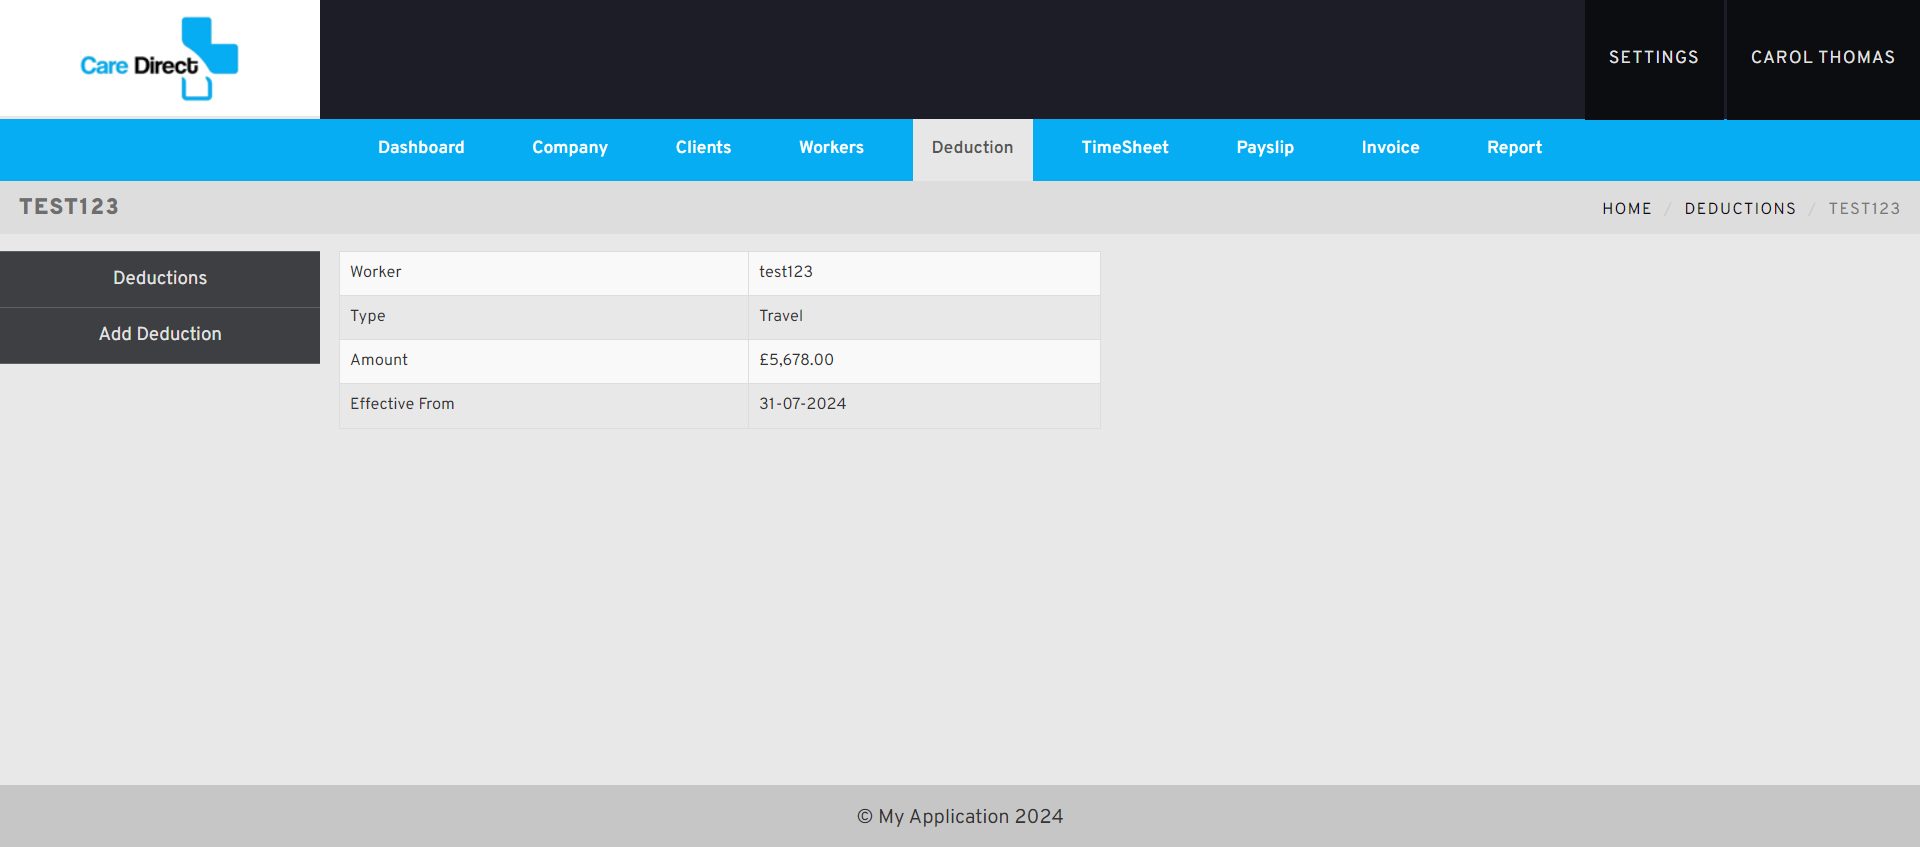 Care Direct
SETTINGS
CAROL THOMAS
Dashboard Company Clients Workers Deduction TimeSheet Payslip Invoice Report
TEST123
HOME / DEDUCTIONS / TEST123
Deductions
Add Deduction
Worker test123
Type Travel
Amount £5,678.00
Effective From 31-07-2024
© My Application 2024